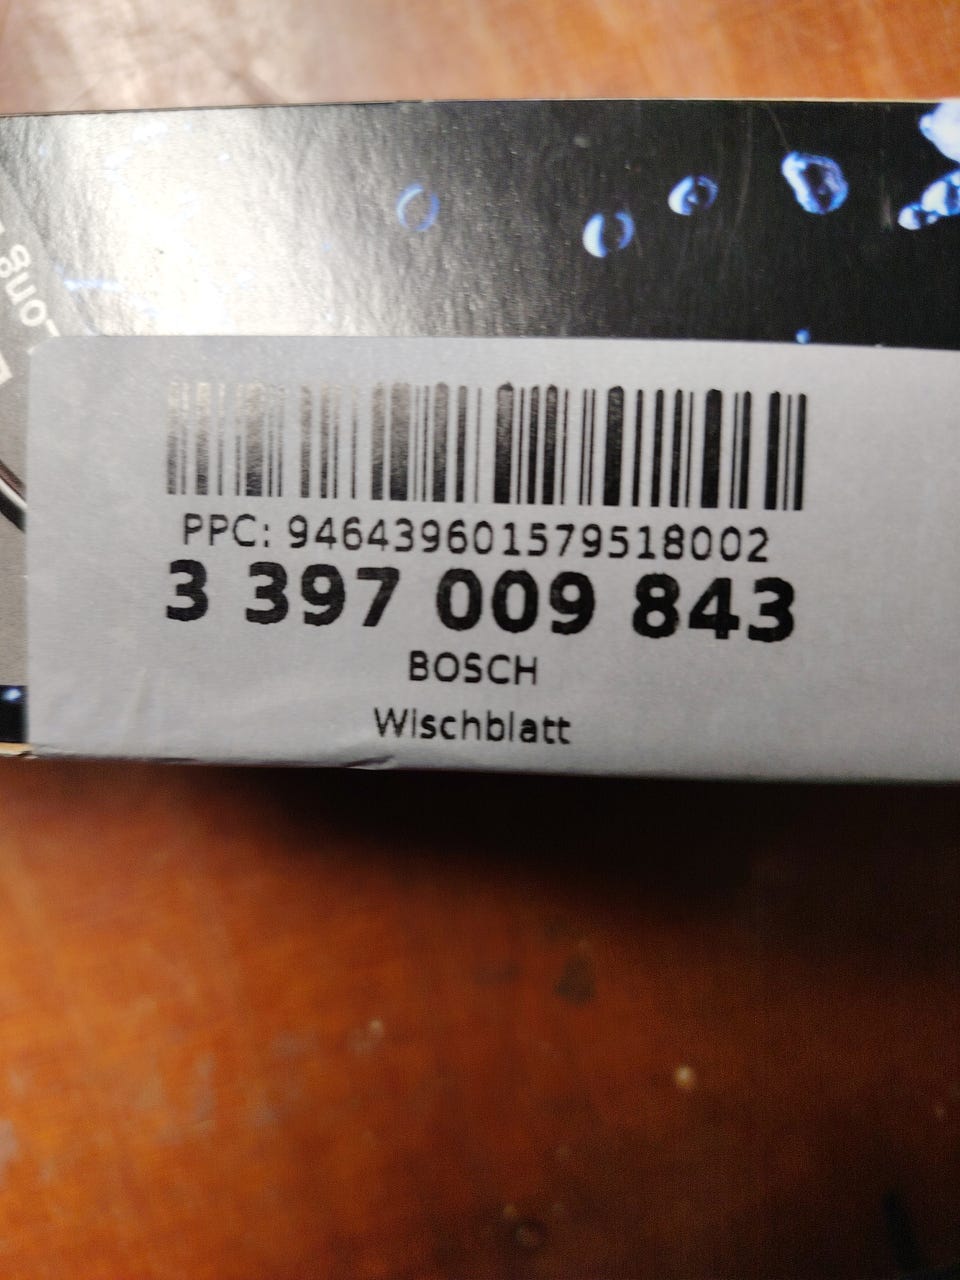 PPC: 946439601579518002
3 397 009 843
BOSCH
Wischblatt